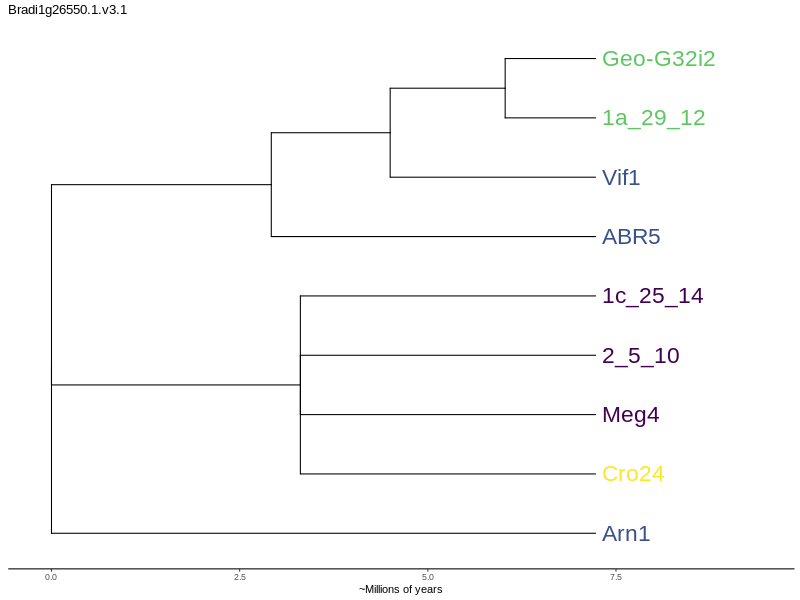 Bradi1g26550.1.v3.1
Geo-G32i2
1a_29_12
Vif1
ABR5
1c_25_14
2_5_10
Meg4
Cro24
Arn1
0.0 2.5 5.0 7.5
~Millions of years